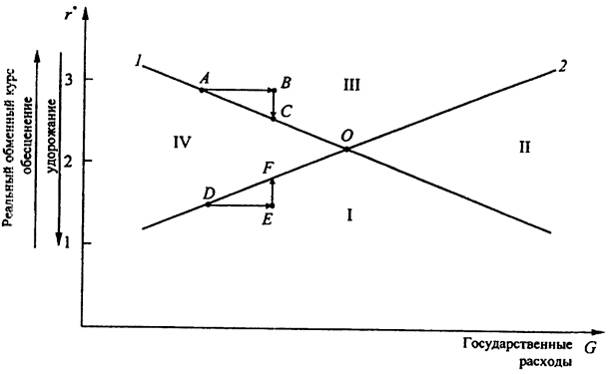 r*
Реальный обменный курс
обесценение
удорожание
3
2
1
1
A
B
C
III
2
IV
O
II
F
D
E
I
Государственные G
расходы